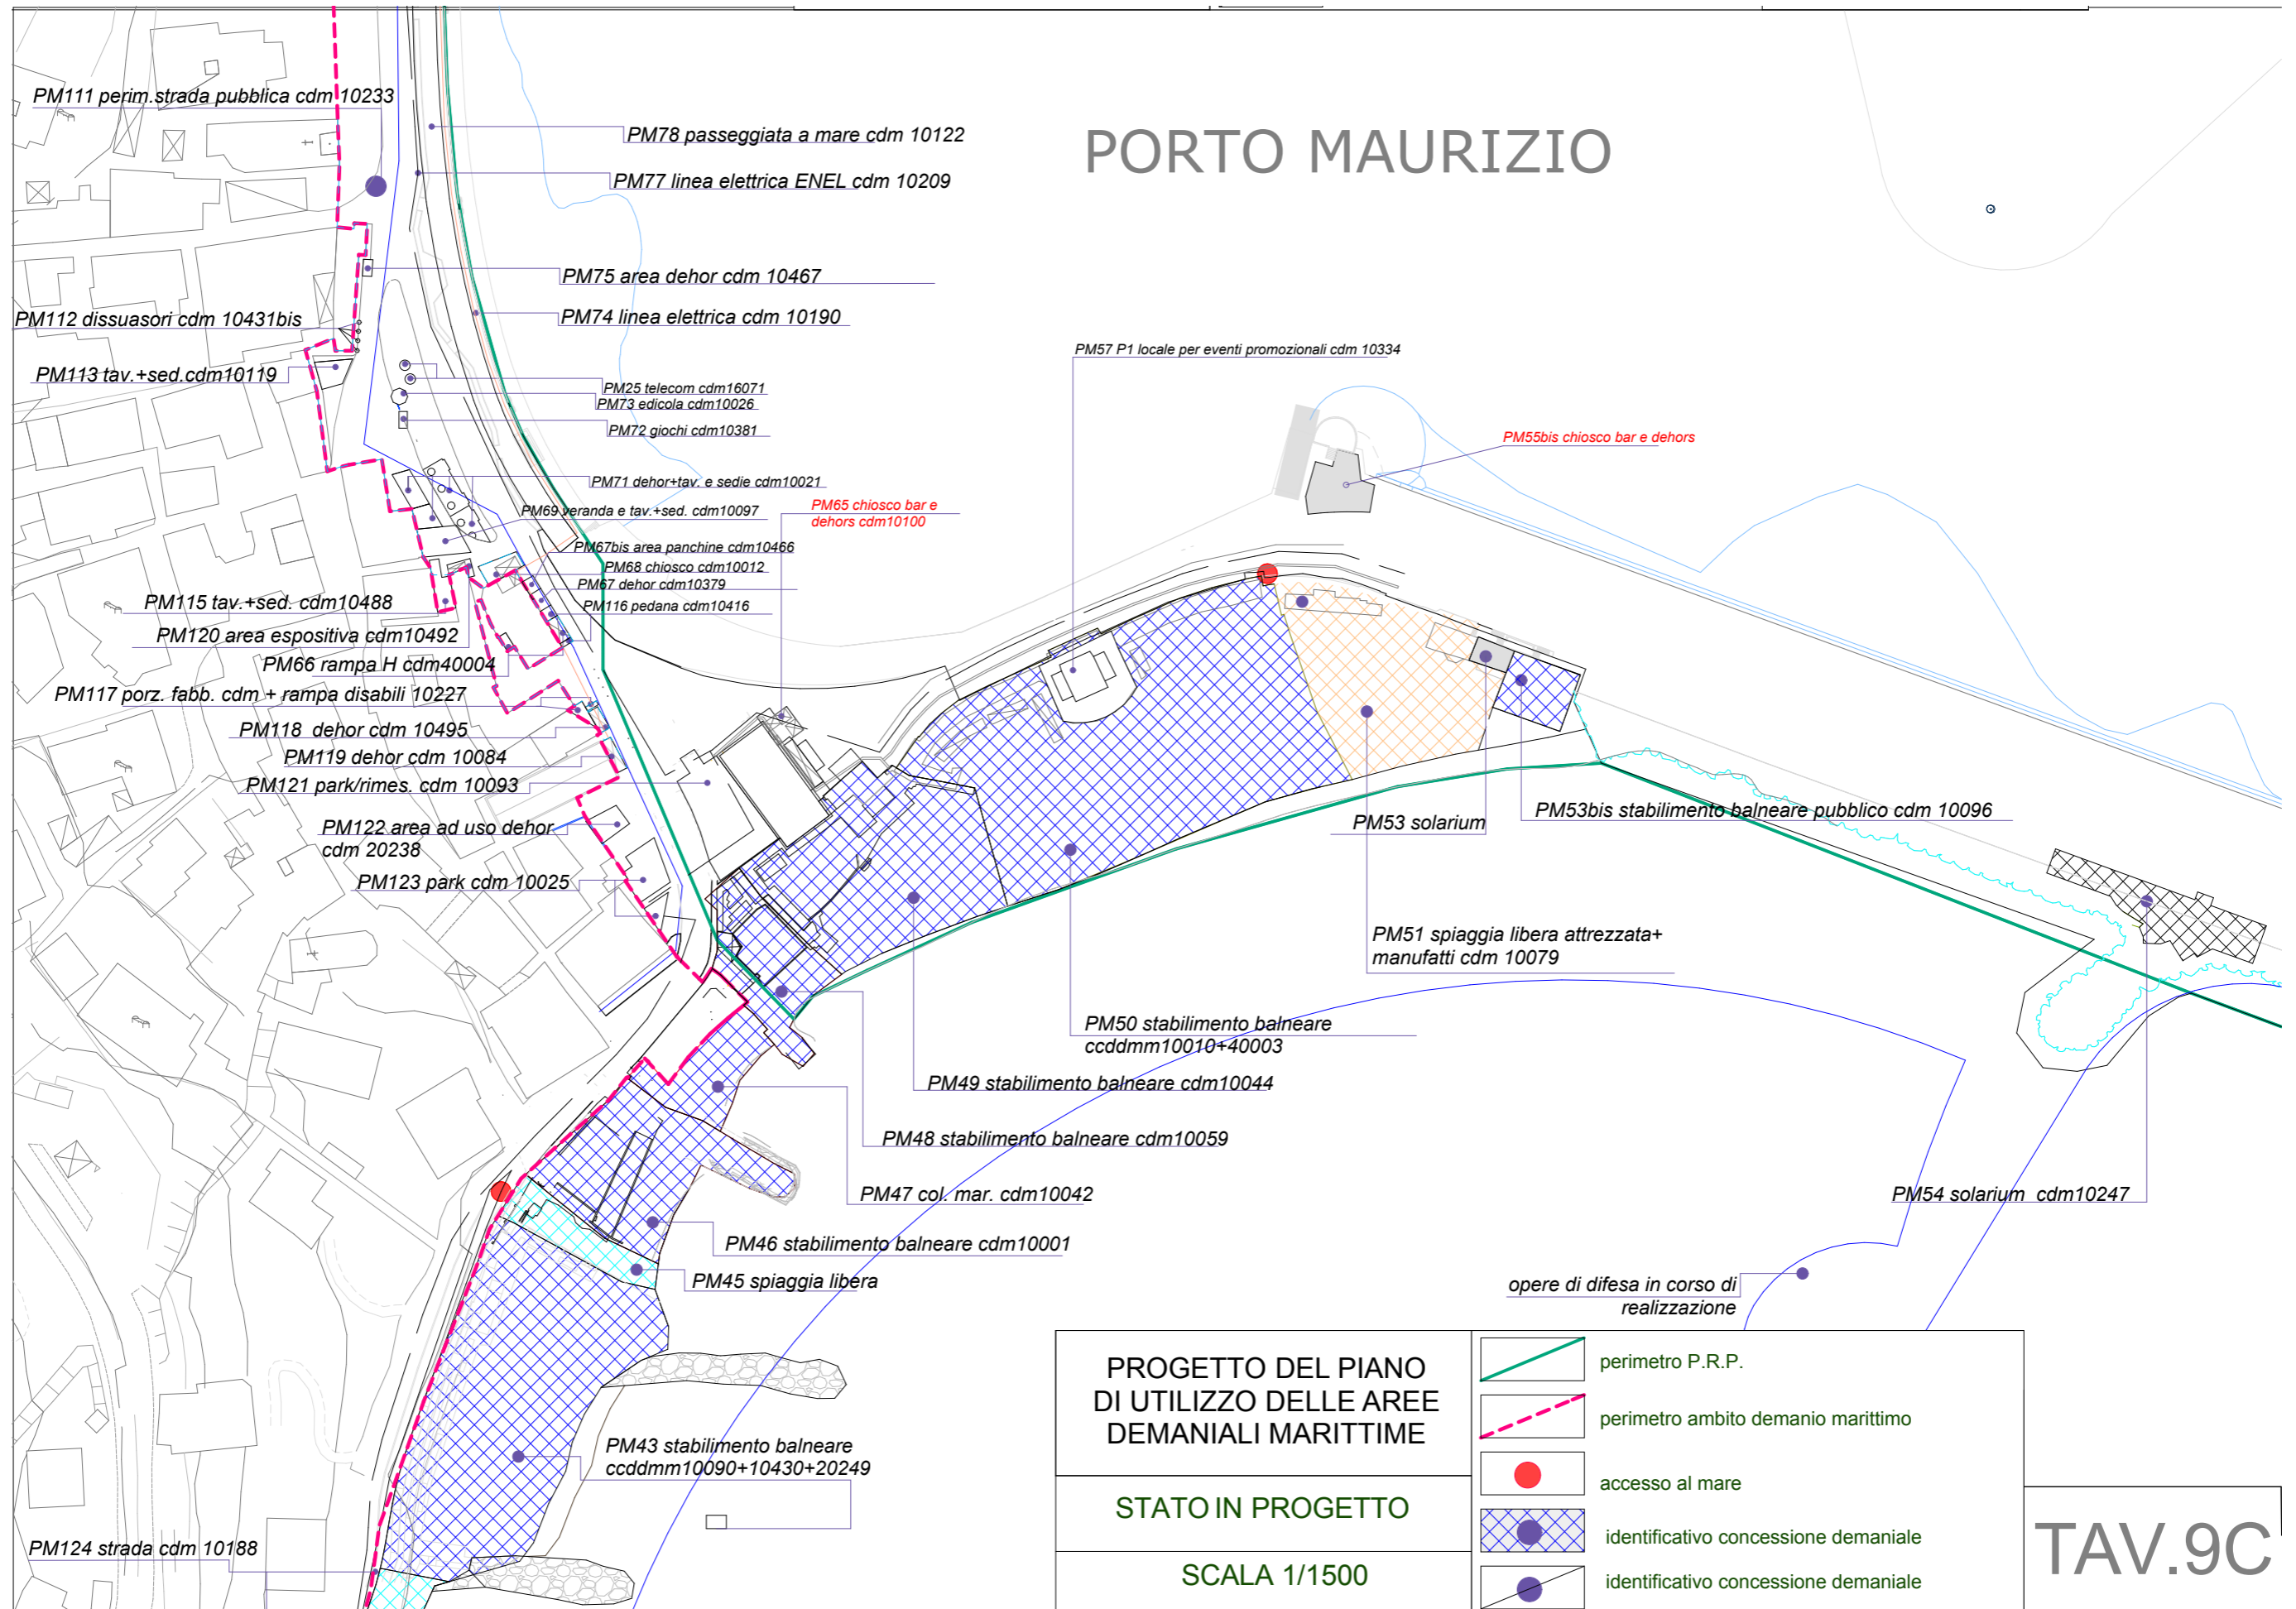 PORTO MAURIZIO
PM111 perim.strada pubblica cdm 10233
PM78 passeggiata a mare cdm 10122
PM77 linea elettrica ENEL cdm 10209
PM75 area dehor cdm 10467
PM74 linea elettrica cdm 10190
PM112 dissuasori cdm 10431bis
PM113 tav.+sed.cdm10119
PM25 telecom cdm16071
PM73 edicola cdm10026
PM72 giochi cdm10381
PM71 dehor+tav. e sedie cdm10021
PM69 veranda e tav.+sed. cdm10097
PM65 chiosco bar e
dehors cdm10100
PM67bis area panchine cdm10466
PM68 chiosco cdm10012
PM67 dehor cdm10379
PM116 pedana cdm10416
PM57 P1 locale per eventi promozionali cdm 10334
PM55bis chiosco bar e dehors
PM115 tav.+sed. cdm10488
PM120 area espositiva cdm10492
PM66 rampa H cdm40004
PM117 porz. fabb. cdm + rampa disabili 10227
PM118 dehor cdm 10495
PM119 dehor cdm 10084
PM121 park/rimes. cdm 10093
PM122 area ad uso dehor
cdm 20238
PM123 park cdm 10025
PM53 solarium
PM53bis stabilimento balneare pubblico cdm 10096
PM51 spiaggia libera attrezzata+
manufatti cdm 10079
PM50 stabilimento balneare
ccddmm10010+40003
PM49 stabilimento balneare cdm10044
PM48 stabilimento balneare cdm10059
PM47 col. mar. cdm10042
PM54 solarium cdm10247
PM46 stabilimento balneare cdm10001
PM45 spiaggia libera
opere di difesa in corso di
realizzazione
PM43 stabilimento balneare
ccddmm10090+10430+20249
PM124 strada cdm 10188
PROGETTO DEL PIANO
DI UTILIZZO DELLE AREE
DEMANIALI MARITTIME
STATO IN PROGETTO
SCALA 1/1500
perimetro P.R.P.
perimetro ambito demanio marittimo
accesso al mare
identificativo concessione demaniale
identificativo concessione demaniale
TAV.9C